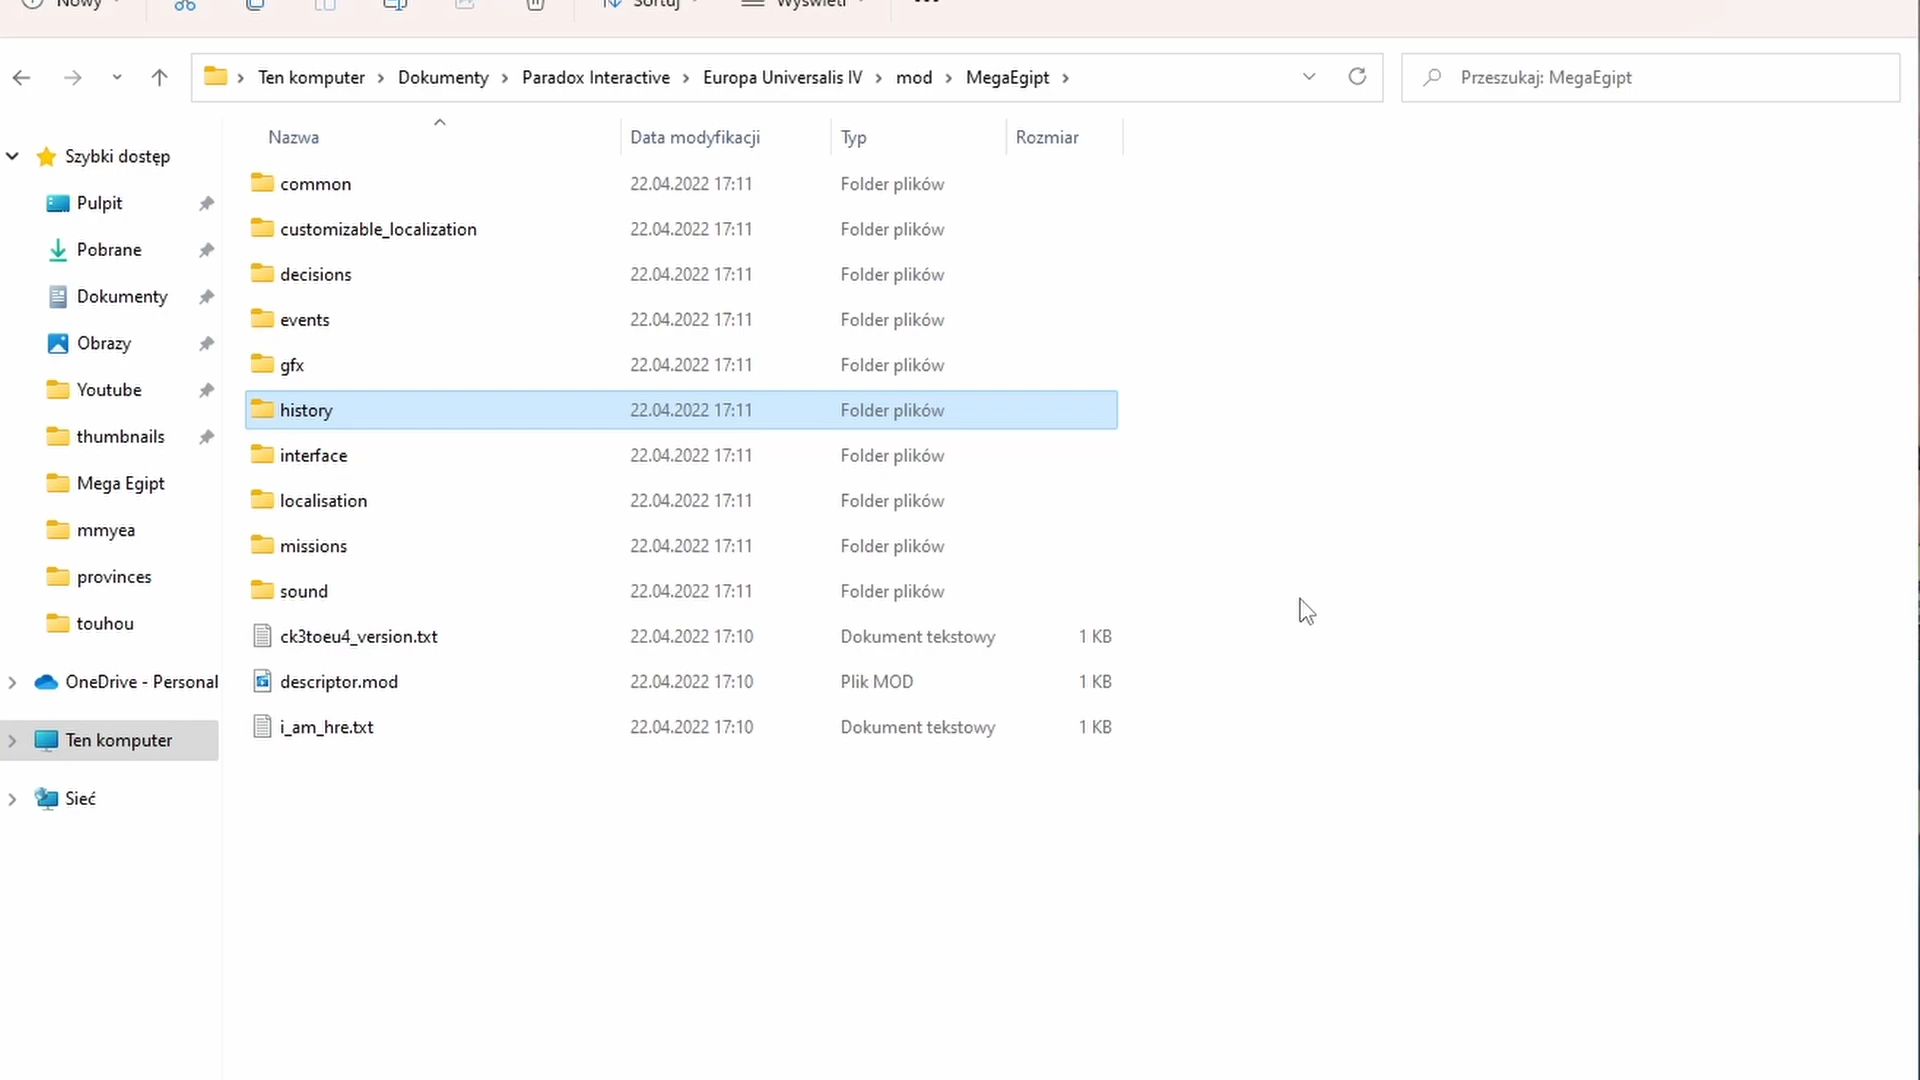 Nowy Sortuj Wyświetl
Ten komputer Dokumenty Paradox Interactive Europa Universalis IV mod MegaEgipt Przeszukaj: MegaEgipt
Nazwa Data modyfikacji Typ Rozmiar
Szybki dostęp
Pulpit
Pobrane
Dokumenty
Obrazy
Youtube
thumbnails
Mega Egipt
mmyea
provinces
touhou
OneDrive - Personal
Ten komputer
Sieć
common 22.04.2022 17:11 Folder plików
customizable_localization 22.04.2022 17:11 Folder plików
decisions 22.04.2022 17:11 Folder plików
events 22.04.2022 17:11 Folder plików
gfx 22.04.2022 17:11 Folder plików
history 22.04.2022 17:11 Folder plików
interface 22.04.2022 17:11 Folder plików
localisation 22.04.2022 17:11 Folder plików
missions 22.04.2022 17:11 Folder plików
sound 22.04.2022 17:11 Folder plików
ck3toeu4_version.txt 22.04.2022 17:10 Dokument tekstowy 1 KB
descriptor.mod 22.04.2022 17:10 Plik MOD 1 KB
i_am_hre.txt 22.04.2022 17:10 Dokument tekstowy 1 KB